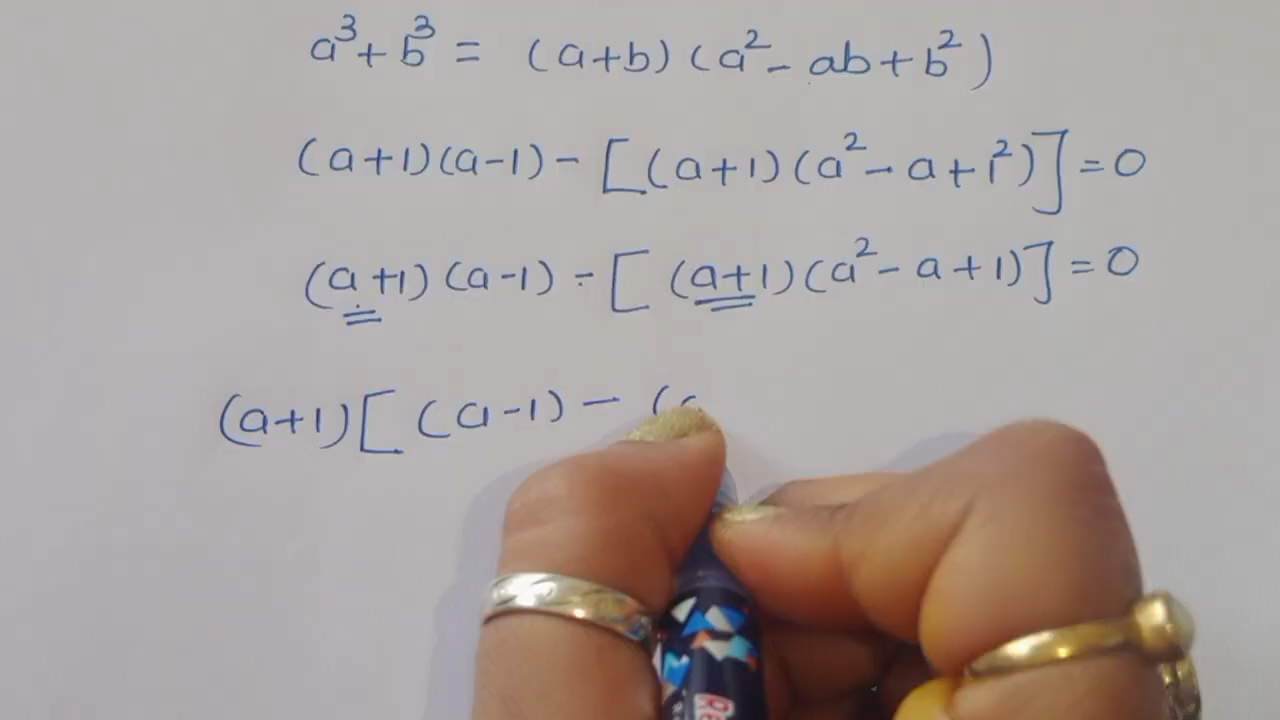 a³+b³ = (a+b)(a²-ab+b²)
(a+1)(a-1)-[(a+1)(a²-a+1²)]=0
(a+1)(a-1)-[(a+1)(a²-a+1)]=0
(a+1)[(a-1)-(a
Re